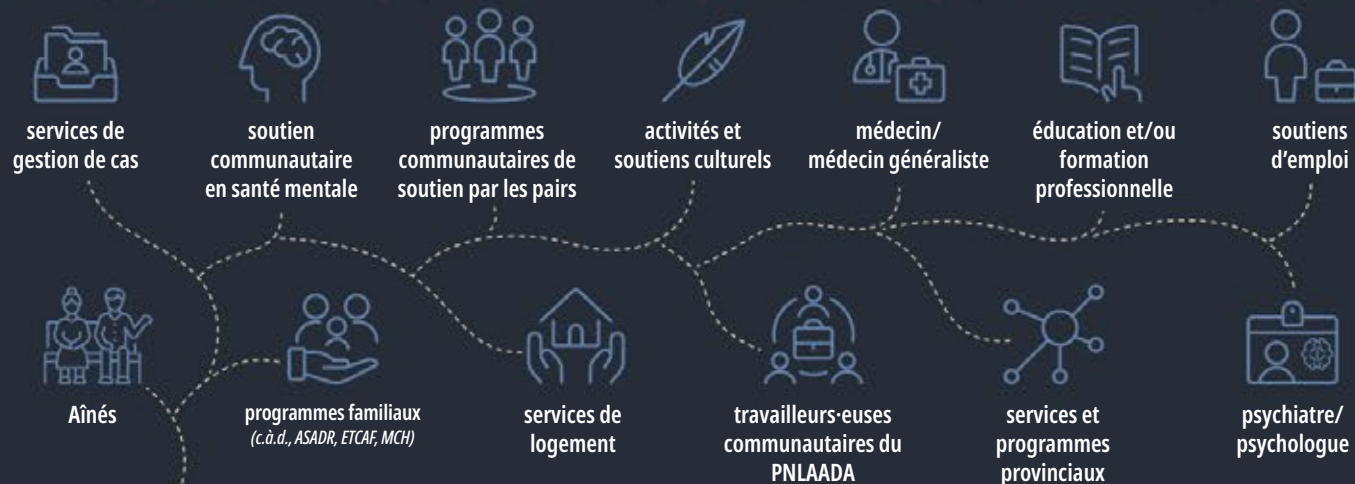 services de
gestion de cas
soutien
communautaire
en santé mentale
programmes
communautaires de
soutien par les pairs
activités et
soutiens culturels
médecin/
médecin généraliste
éducation et/ou
formation
professionnelle
soutiens
d'emploi
Aînés
programmes familiaux
(c.à.d., ASADR, ETCAF, MCH)
services de
logement
travailleurs·euses
communautaires du
PNLAADA
services et
programmes
provinciaux
psychiatre/
psychologue